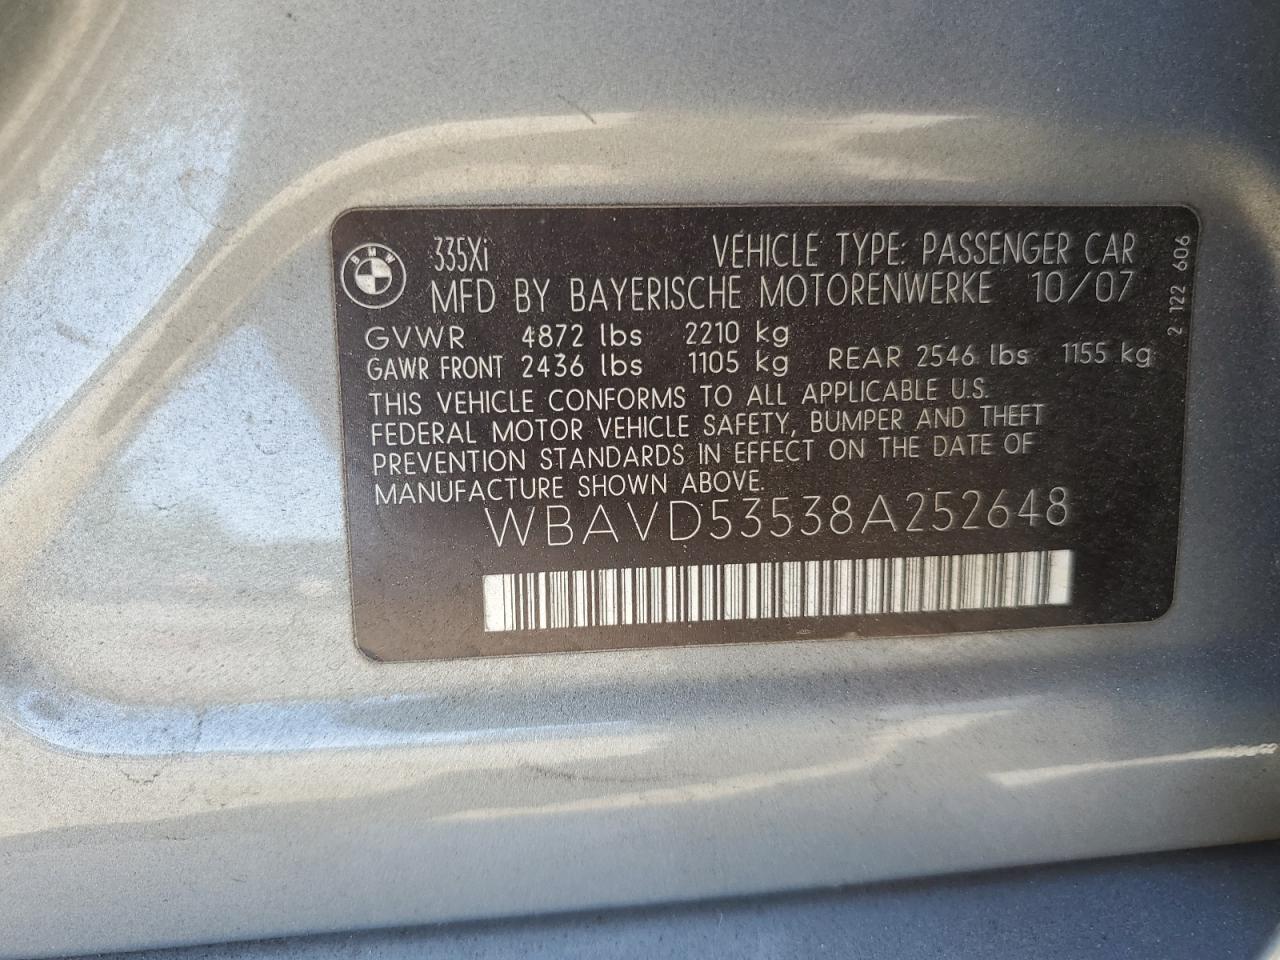 BMW
335Xi VEHICLE TYPE: PASSENGER CAR
MFD BY BAYERISCHE MOTORENWERKE 10/07
GVWR 4872 lbs 2210 kg
GAWR FRONT 2436 lbs 1105 kg REAR 2546 lbs 1155 kg
THIS VEHICLE CONFORMS TO ALL APPLICABLE U.S.
FEDERAL MOTOR VEHICLE SAFETY, BUMPER AND THEFT
PREVENTION STANDARDS IN EFFECT ON THE DATE OF
MANUFACTURE SHOWN ABOVE.
WBAVD53538A252648
2 122 606